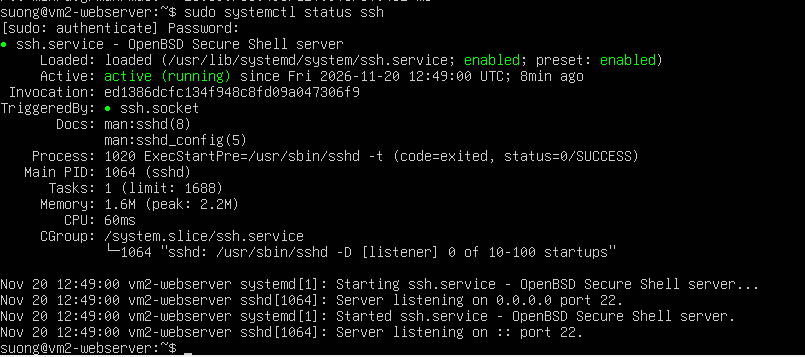 suong@vm2-webserver:~$ sudo systemctl status ssh
[sudo: authenticate] Password:
● ssh.service - OpenBSD Secure Shell server
     Loaded: loaded (/usr/lib/systemd/system/ssh.service; enabled; preset: enabled)
     Active: active (running) since Fri 2026-11-20 12:49:00 UTC; 8min ago
 Invocation: ed1386dcfc134f948c8fd09a047306f9
TriggeredBy: ● ssh.socket
       Docs: man:sshd(8)
             man:sshd_config(5)
    Process: 1020 ExecStartPre=/usr/sbin/sshd -t (code=exited, status=0/SUCCESS)
   Main PID: 1064 (sshd)
      Tasks: 1 (limit: 1688)
     Memory: 1.6M (peak: 2.2M)
        CPU: 60ms
     CGroup: /system.slice/ssh.service
             └─1064 "sshd: /usr/sbin/sshd -D [listener] 0 of 10-100 startups"
Nov 20 12:49:00 vm2-webserver systemd[1]: Starting ssh.service - OpenBSD Secure Shell server...
Nov 20 12:49:00 vm2-webserver sshd[1064]: Server listening on 0.0.0.0 port 22.
Nov 20 12:49:00 vm2-webserver systemd[1]: Started ssh.service - OpenBSD Secure Shell server.
Nov 20 12:49:00 vm2-webserver sshd[1064]: Server listening on :: port 22.
suong@vm2-webserver:~$ _